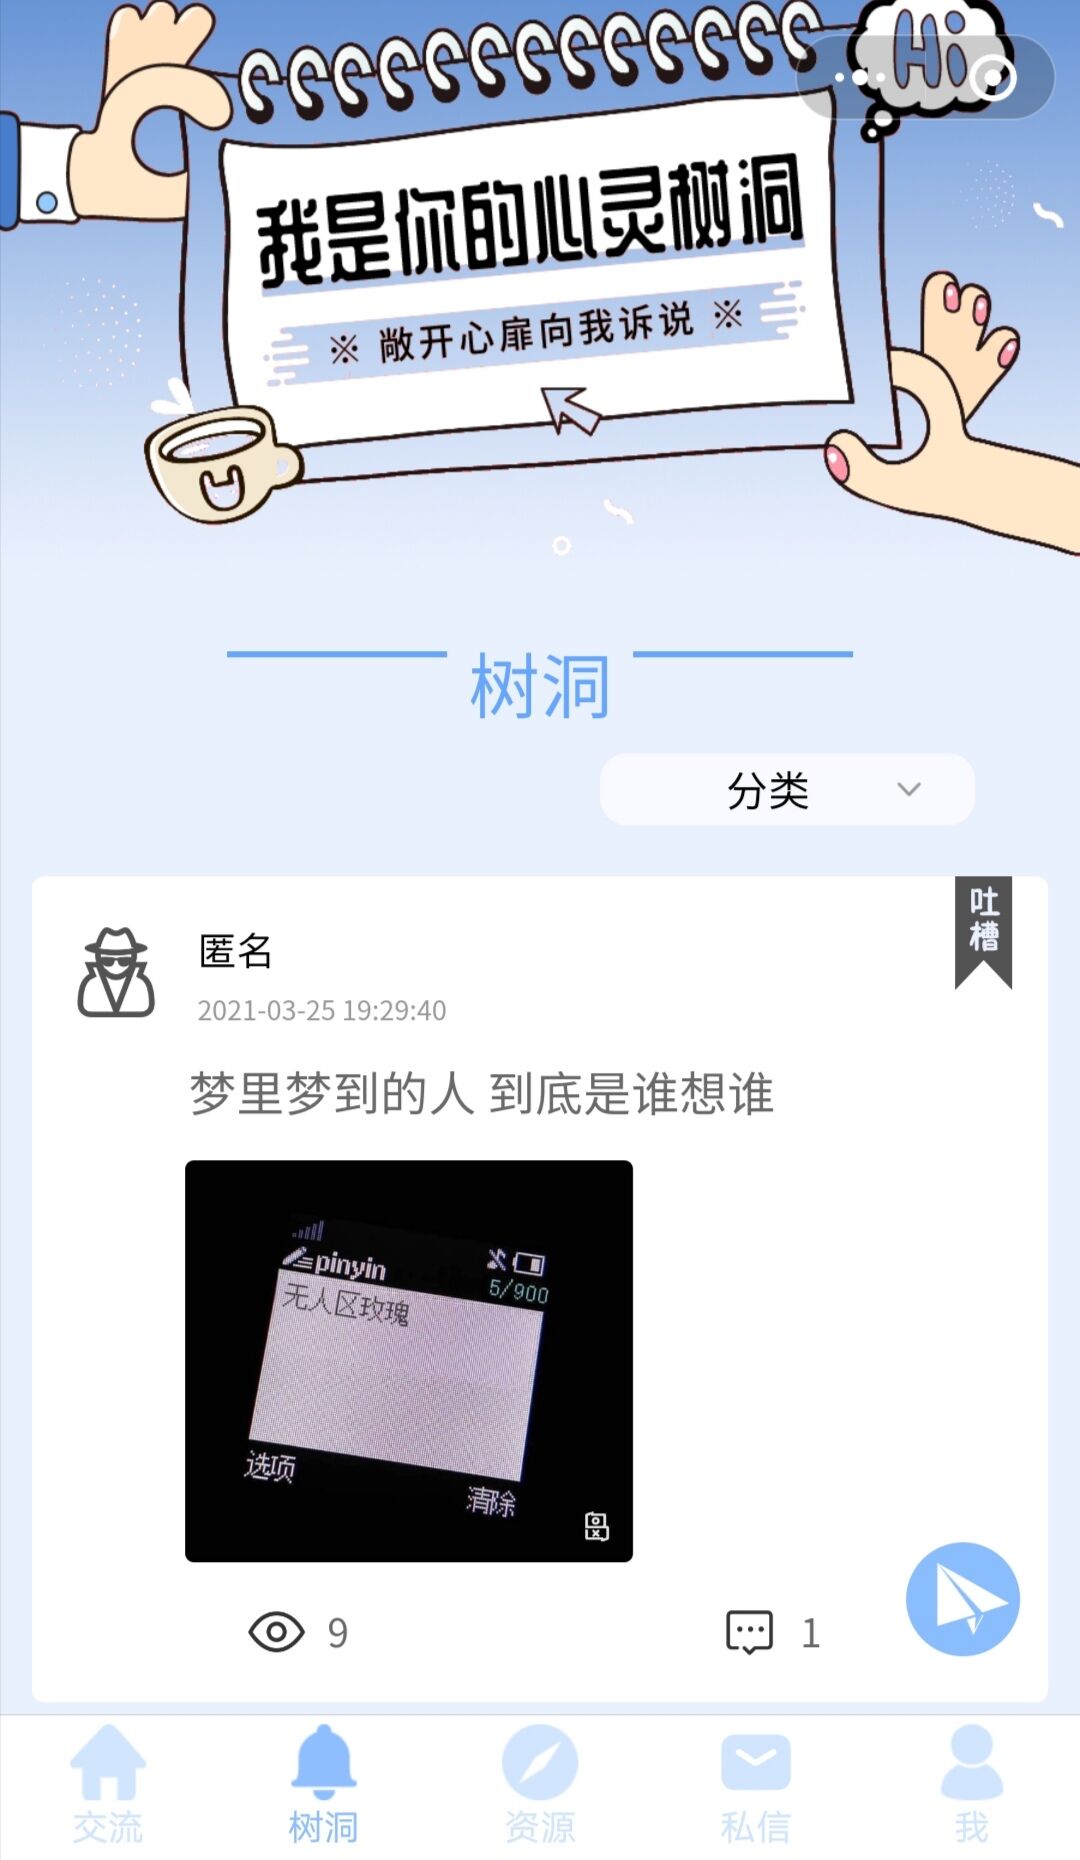 Hi
我是你的心灵树洞
※ 敞开心扉向我诉说 ※
树洞
分类
吐槽
匿名
2021-03-25 19:29:40
梦里梦到的人 到底是谁想谁
pinyin
5/900
无人区玫瑰
选项
清除
9
1
交流
树洞
资源
私信
我